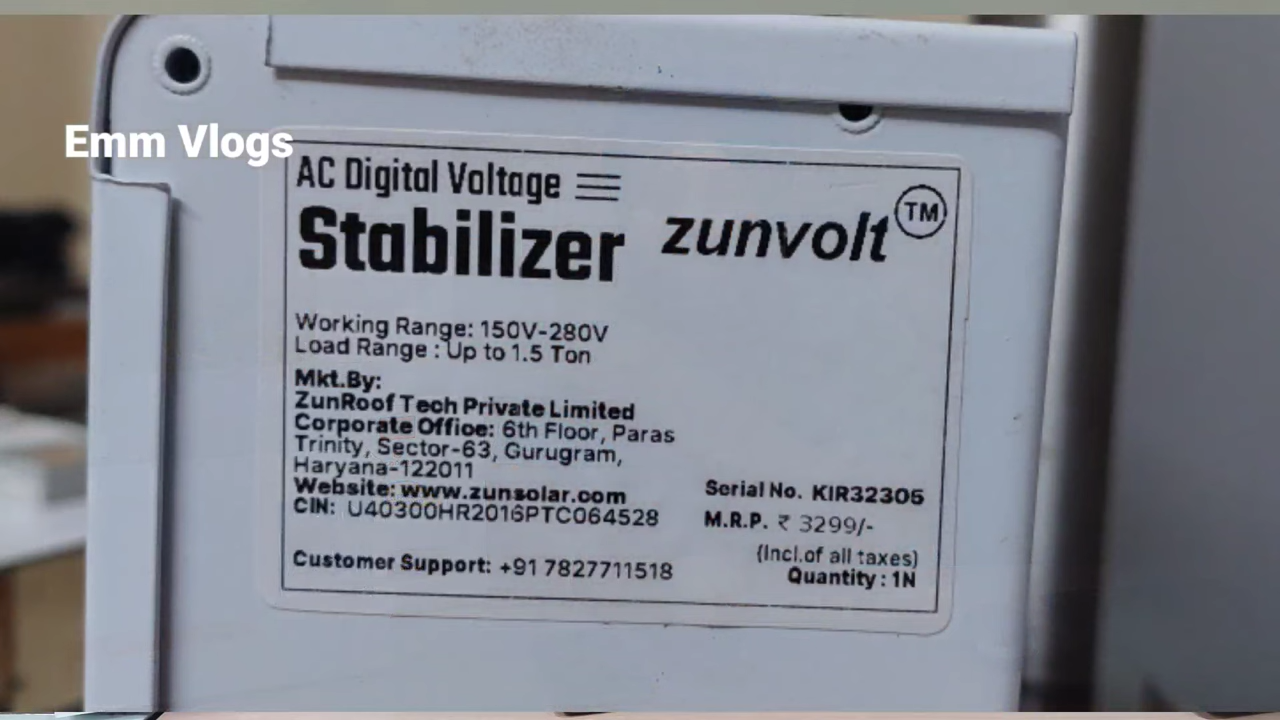 Emm Vlogs
AC Digital Voltage
Stabilizer
zunvolt TM
Working Range: 150V-280V
Load Range : Up to 1.5 Ton
Mkt.By:
ZunRoof Tech Private Limited
Corporate Office: 6th Floor, Paras
Trinity, Sector-63, Gurugram,
Haryana-122011
Website: www.zunsolar.com
CIN: U40300HR2016PTC064528
Customer Support: +91 7827711518
Serial No. KIR32305
M.R.P. ₹ 3299/-
(Incl.of all taxes)
Quantity : 1N